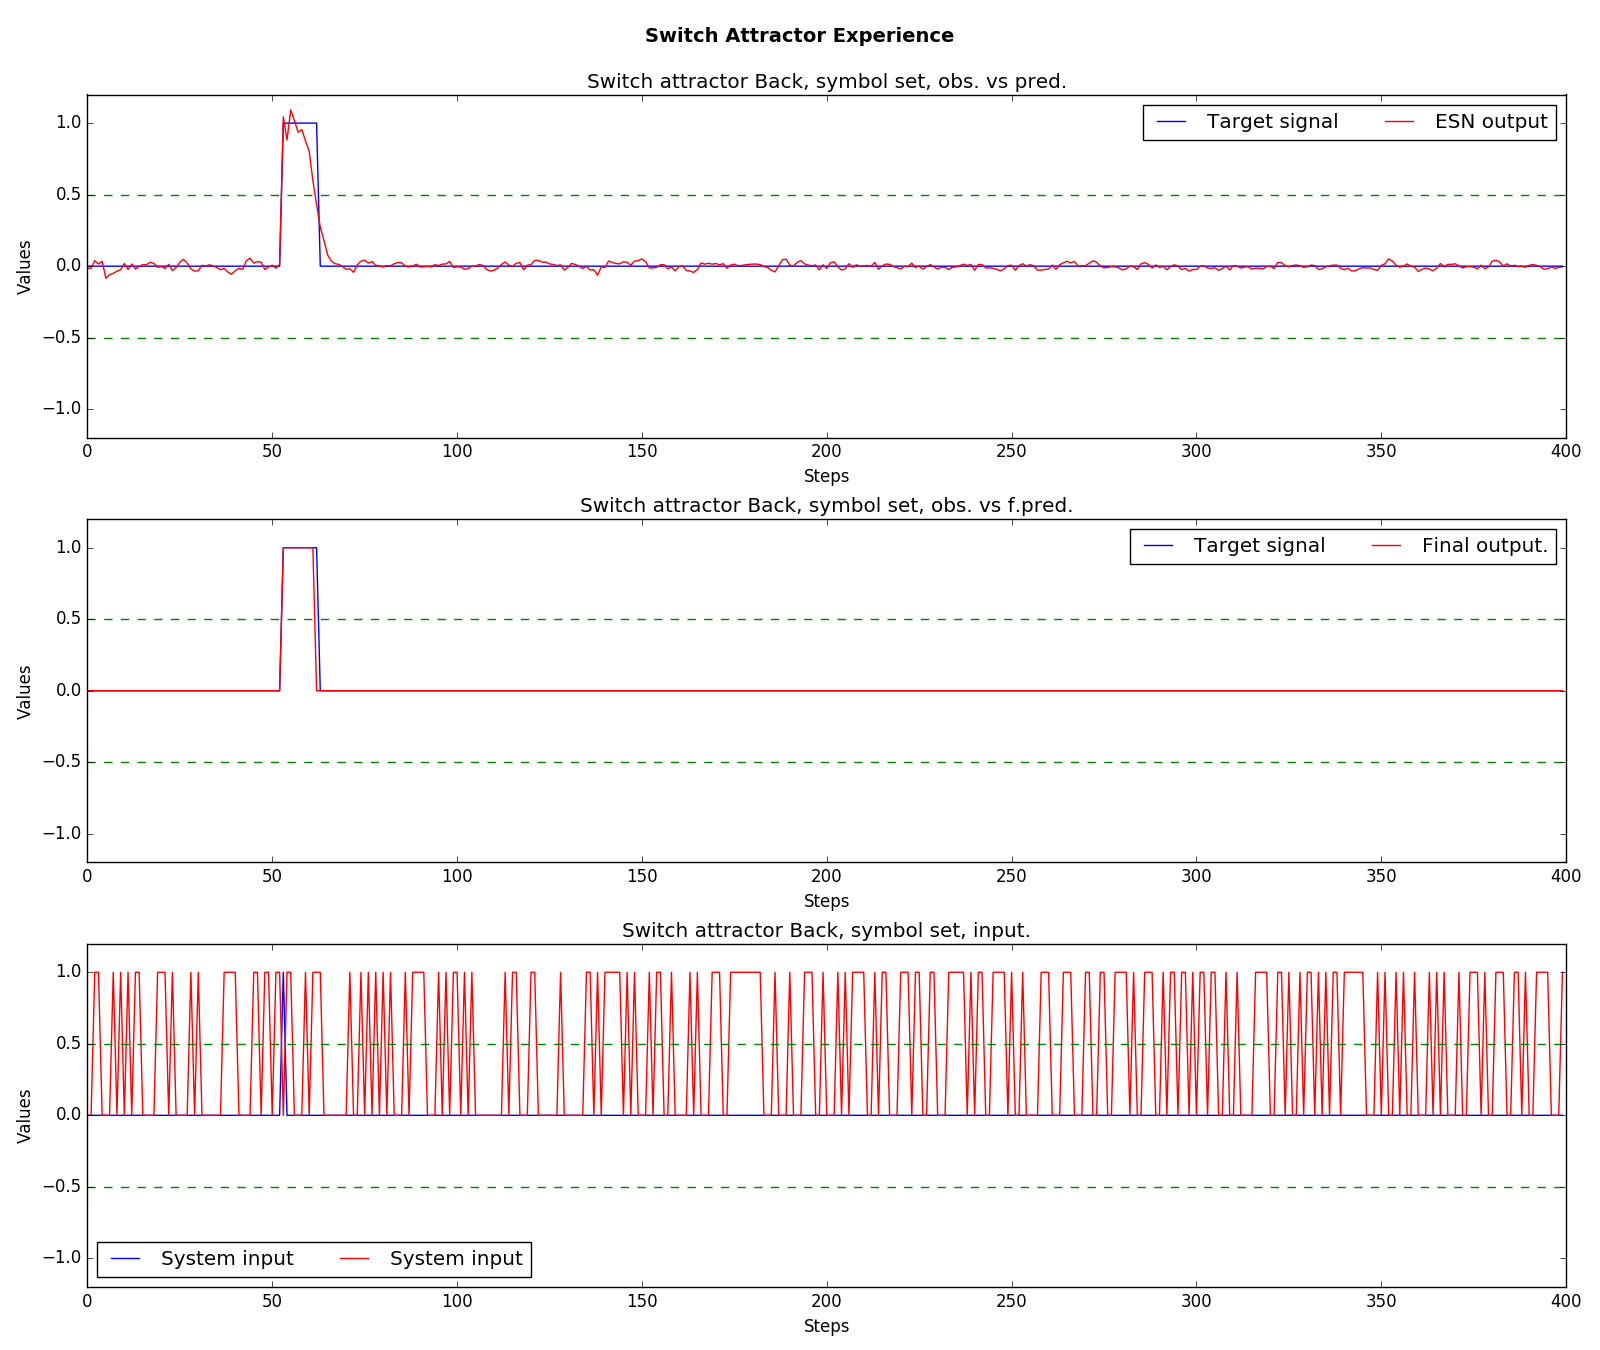 Switch Attractor Experience
Switch attractor Back, symbol set, obs. vs pred.
Target signal ESN output
1.0
0.5
0.0
−0.5
−1.0
Values
0 50 100 150 200 250 300 350 400
Steps
Switch attractor Back, symbol set, obs. vs f.pred.
Target signal Final output.
1.0
0.5
0.0
−0.5
−1.0
Values
0 50 100 150 200 250 300 350 400
Steps
Switch attractor Back, symbol set, input.
1.0
0.5
0.0
−0.5
−1.0
Values
System input System input
0 50 100 150 200 250 300 350 400
Steps